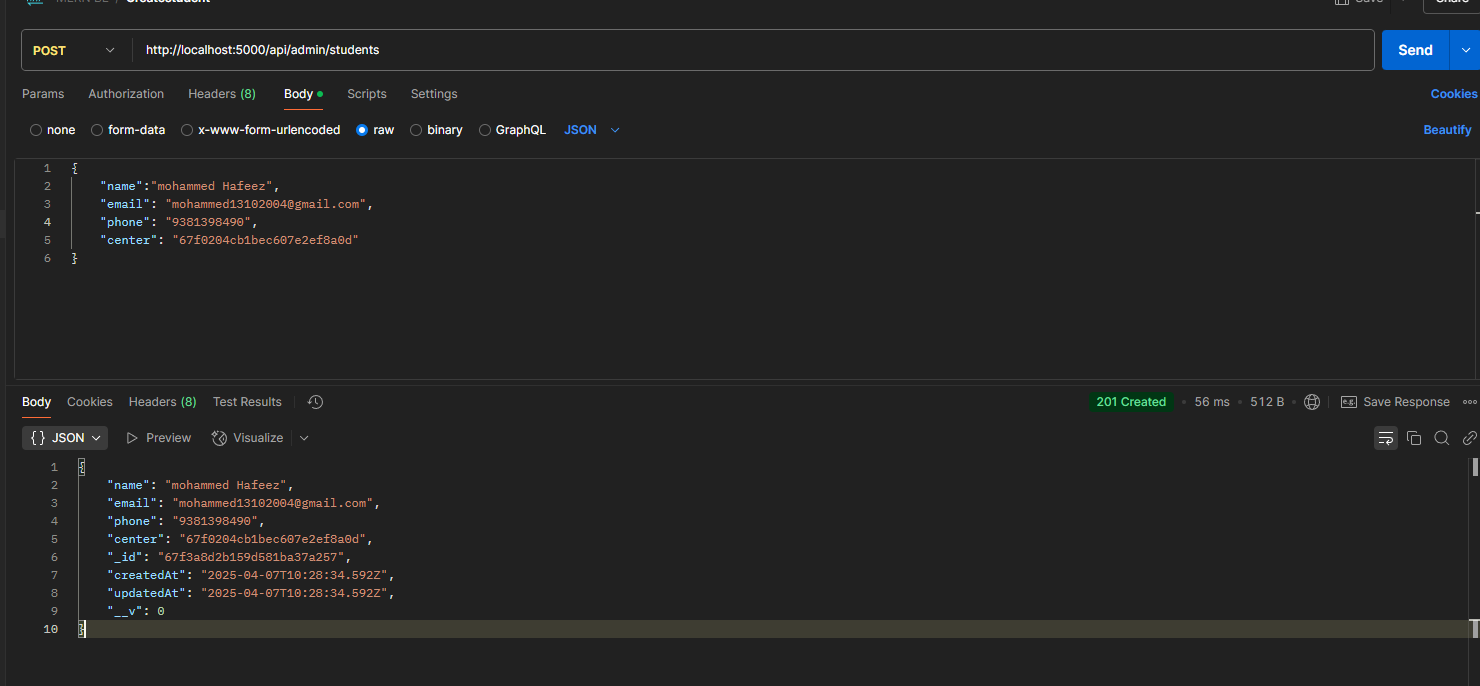 MERN BE / Createstudent Save Share
POST http://localhost:5000/api/admin/students Send
Params Authorization Headers (8) Body Scripts Settings Cookies
none form-data x-www-form-urlencoded raw binary GraphQL JSON Beautify
1 {
2 "name":"mohammed Hafeez",
3 "email": "mohammed13102004@gmail.com",
4 "phone": "9381398490",
5 "center": "67f0204cb1bec607e2ef8a0d"
6 }
Body Cookies Headers (8) Test Results 201 Created 56 ms 512 B e.g. Save Response
{} JSON Preview Visualize
1 {
2 "name": "mohammed Hafeez",
3 "email": "mohammed13102004@gmail.com",
4 "phone": "9381398490",
5 "center": "67f0204cb1bec607e2ef8a0d",
6 "_id": "67f3a8d2b159d581ba37a257",
7 "createdAt": "2025-04-07T10:28:34.592Z",
8 "updatedAt": "2025-04-07T10:28:34.592Z",
9 "__v": 0
10 }